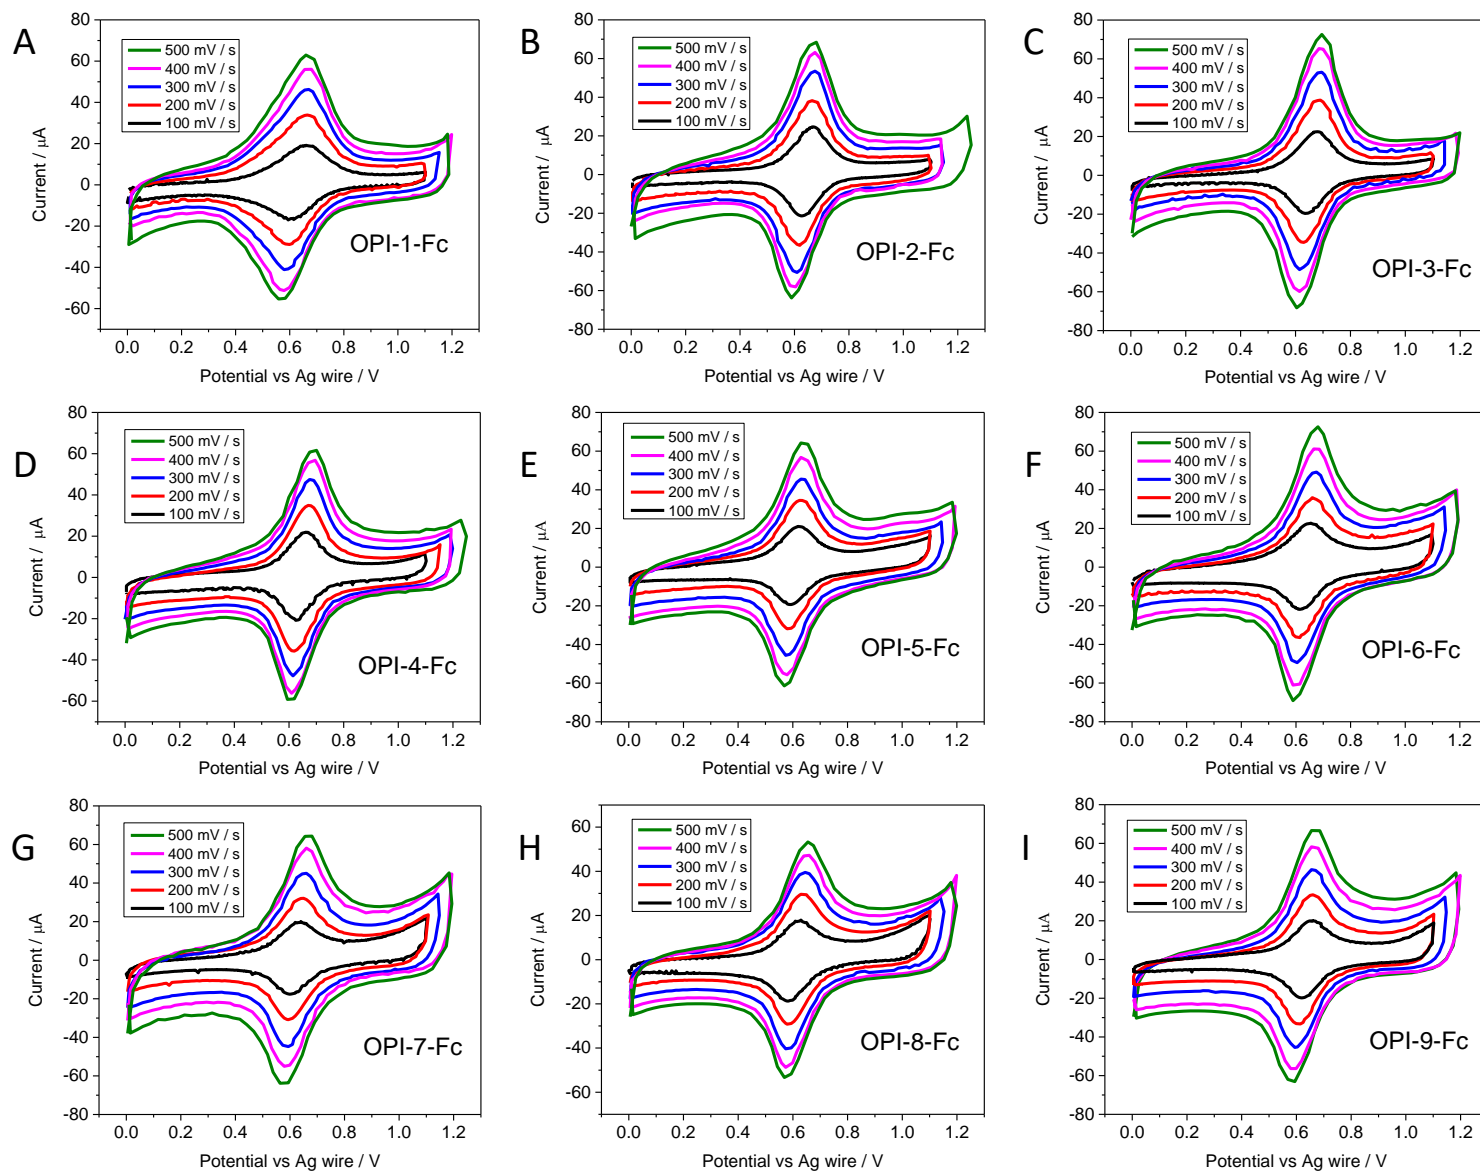 A
80
60
40
20
0
-20
-40
-60
Current / μA
500 mV / s
400 mV / s
300 mV / s
200 mV / s
100 mV / s
OPI-1-Fc
0.0 0.2 0.4 0.6 0.8 1.0 1.2
Potential vs Ag wire / V
B
80
60
40
20
0
-20
-40
-60
-80
Current / μA
500 mV / s
400 mV / s
300 mV / s
200 mV / s
100 mV / s
OPI-2-Fc
0.0 0.2 0.4 0.6 0.8 1.0 1.2
Potential vs Ag wire / V
C
80
60
40
20
0
-20
-40
-60
-80
Current / μA
500 mV / s
400 mV / s
300 mV / s
200 mV / s
100 mV / s
OPI-3-Fc
0.0 0.2 0.4 0.6 0.8 1.0 1.2
Potential vs Ag wire / V
D
80
60
40
20
0
-20
-40
-60
Current / μA
500 mV / s
400 mV / s
300 mV / s
200 mV / s
100 mV / s
OPI-4-Fc
0.0 0.2 0.4 0.6 0.8 1.0 1.2
Potential vs Ag wire / V
E
80
60
40
20
0
-20
-40
-60
-80
Current / μA
500 mV / s
400 mV / s
300 mV / s
200 mV / s
100 mV / s
OPI-5-Fc
0.0 0.2 0.4 0.6 0.8 1.0 1.2
Potential vs Ag wire / V
F
80
60
40
20
0
-20
-40
-60
-80
Current / μA
500 mV / s
400 mV / s
300 mV / s
200 mV / s
100 mV / s
OPI-6-Fc
0.0 0.2 0.4 0.6 0.8 1.0 1.2
Potential vs Ag wire / V
G
80
60
40
20
0
-20
-40
-60
-80
Current / μA
500 mV / s
400 mV / s
300 mV / s
200 mV / s
100 mV / s
OPI-7-Fc
0.0 0.2 0.4 0.6 0.8 1.0 1.2
Potential vs Ag wire / V
H
60
40
20
0
-20
-40
-60
Current / μA
500 mV / s
400 mV / s
300 mV / s
200 mV / s
100 mV / s
OPI-8-Fc
0.0 0.2 0.4 0.6 0.8 1.0 1.2
Potential vs Ag wire / V
I
80
60
40
20
0
-20
-40
-60
-80
Current / μA
500 mV / s
400 mV / s
300 mV / s
200 mV / s
100 mV / s
OPI-9-Fc
0.0 0.2 0.4 0.6 0.8 1.0 1.2
Potential vs Ag wire / V